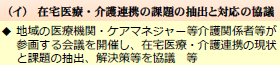 （イ） 在宅医療・介護連携の課題の抽出と対応の協議
◆ 地域の医療機関・ケアマネジャー等介護関係者等が
参画する会議を開催し、在宅医療・介護連携の現状
と課題の抽出、解決策等を協議　等